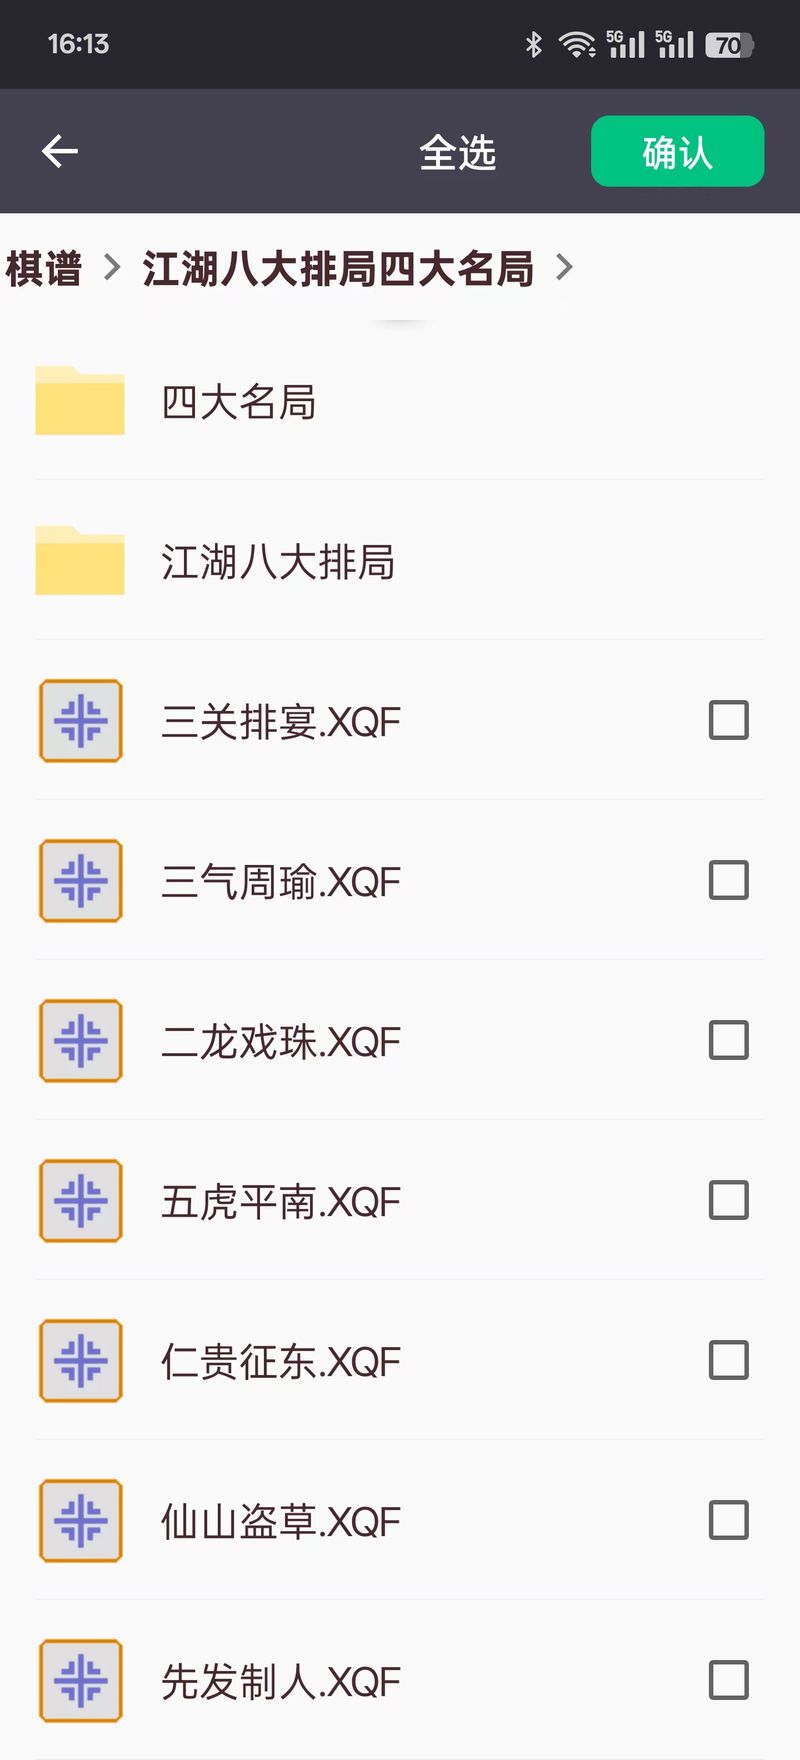 16:13
5G 5G 70
全选 确认
棋谱 > 江湖八大排局四大名局 >
四大名局
江湖八大排局
三关排宴.XQF
三气周瑜.XQF
二龙戏珠.XQF
五虎平南.XQF
仁贵征东.XQF
仙山盗草.XQF
先发制人.XQF